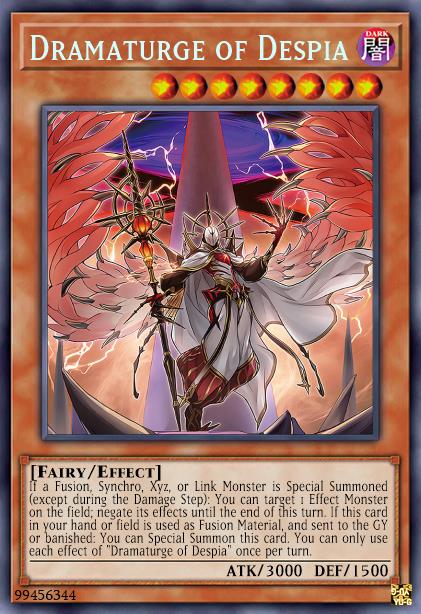 Dramaturge of Despia
DARK
闇
[Fairy/Effect]
If a Fusion, Synchro, Xyz, or Link Monster is Special Summoned
(except during the Damage Step): You can target 1 Effect Monster
on the field; negate its effects until the end of this turn. If this card
in your hand or field is used as Fusion Material, and sent to the GY
or banished: You can Special Summon this card. You can only use
each effect of "Dramaturge of Despia" once per turn.
ATK/3000 DEF/1500
99456344